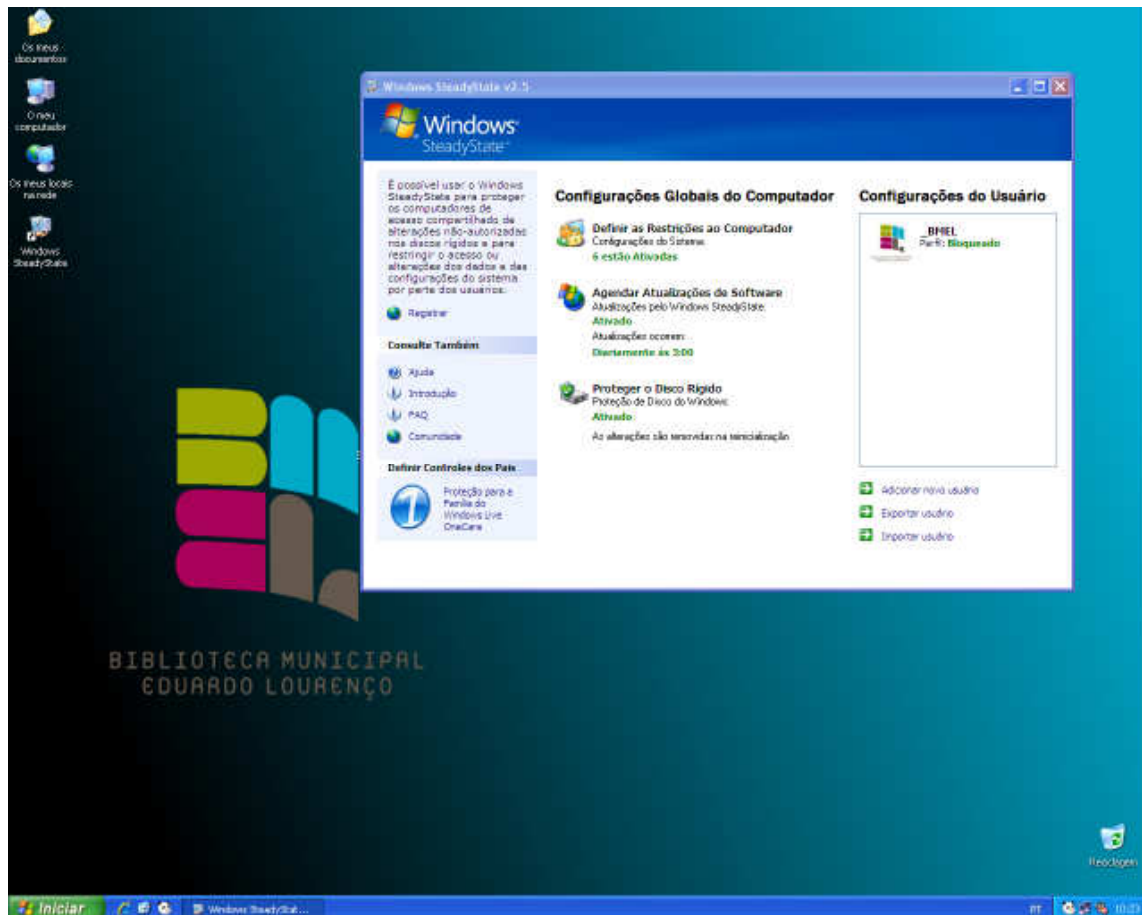 Os meus
documentos
O meu
computador
Os meus locais
na rede
Windows
SteadyState
Windows SteadyState v2.5
Windows
SteadyState
É possível usar o Windows
SteadyState para proteger
os computadores de
acesso compartilhado de
alterações não-autorizadas
nos discos rígidos e para
restringir o acesso ou
alterações dos dados e das
configurações do sistema
por parte dos usuários.
Registrar
Consulte Também
Ajuda
Introdução
FAQ
Comunidade
Definir Controles dos Pais
Proteção para a
Família do
Windows Live
OneCare
Configurações Globais do Computador
Definir as Restrições ao Computador
Configurações do Sistema:
6 estão Ativadas
Agendar Atualizações de Software
Atualizações pelo Windows SteadyState:
Ativado
Atualizações ocorrem:
Diariamente às 3:00
Proteger o Disco Rígido
Proteção de Disco do Windows:
Ativado
As alterações são removidas na reinicialização
Configurações do Usuário
_BMEL
Perfil: Bloqueado
Adicionar novo usuário
Exportar usuário
Importar usuário
BIBLIOTECA MUNICIPAL
EDUARDO LOURENÇO
Reciclagem
Iniciar
Windows SteadyStat...
PT
10:23